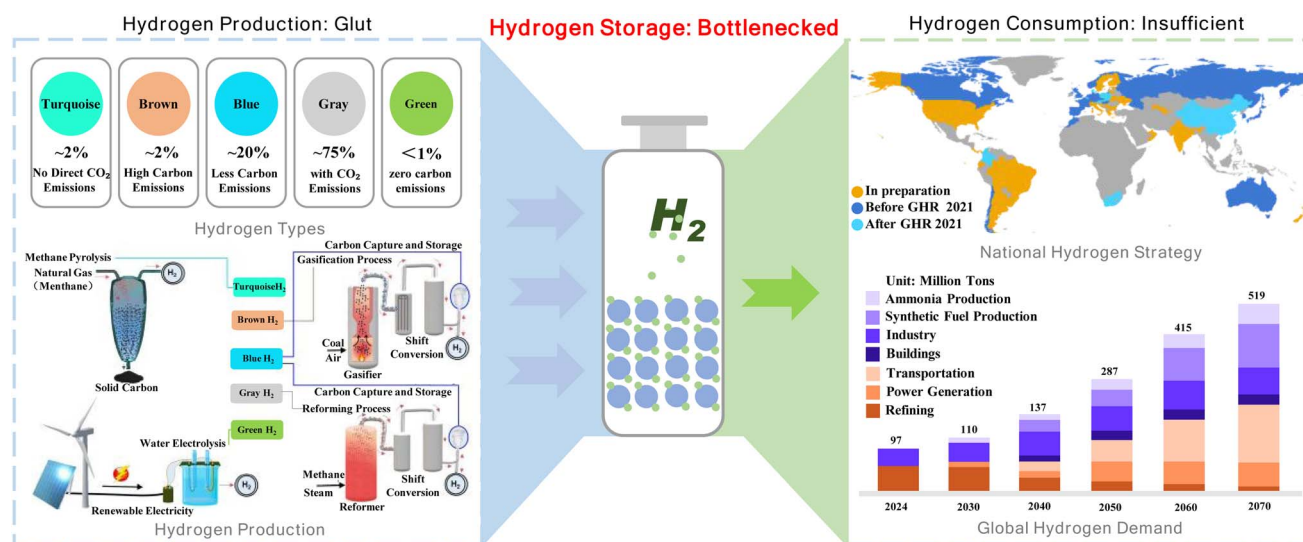 Hydrogen Production: Glut
Hydrogen Storage: Bottlenecked
Hydrogen Consumption: Insufficient
Turquoise
~2%
No Direct CO₂
Emissions
Brown
~2%
High Carbon
Emissions
Blue
~20%
Less Carbon
Emissions
Gray
~75%
with CO₂
Emissions
Green
<1%
zero carbon
emissions
Hydrogen Types
Methane Pyrolysis
Natural Gas
(Menthane)
H₂
Solid Carbon
TurquoiseH₂
Brown H₂
Blue H₂
Gray H₂
Green H₂
Carbon Capture and Storage
Gasification Process
Coal
Air
Gasifier
Shift
Conversion
H₂
Carbon Capture and Storage
Reforming Process
Methane
Steam
Reformer
Shift
Conversion
H₂
Water Electrolysis
H₂
Renewable Electricity
Hydrogen Production
H₂
In preparation
Before GHR 2021
After GHR 2021
National Hydrogen Strategy
Unit: Million Tons
Ammonia Production
Synthetic Fuel Production
Industry
Buildings
Transportation
Power Generation
Refining
97
110
137
287
415
519
2024
2030
2040
2050
2060
2070
Global Hydrogen Demand